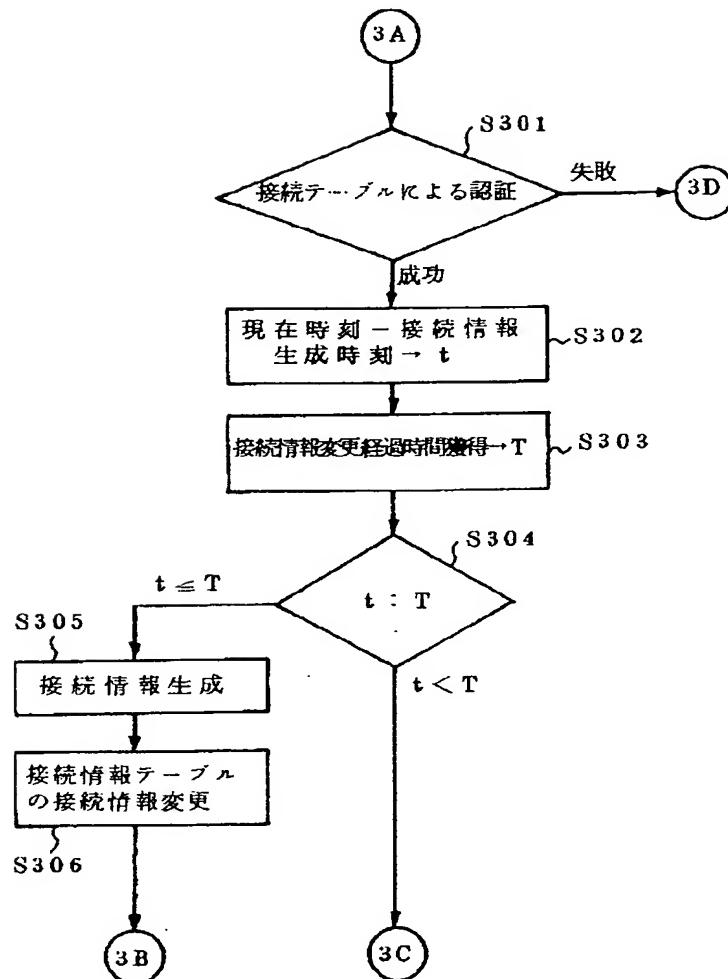 3A
S301
接続テーブルによる認証
失敗
3D
成功
現在時刻－接続情報
生成時刻→ t
S302
接続情報変更経過時間獲得→T
S303
S304
t ≦ T
t : T
S305
t < T
接続情報生成
接続情報テーブル
の接続情報変更
S306
3B
3C